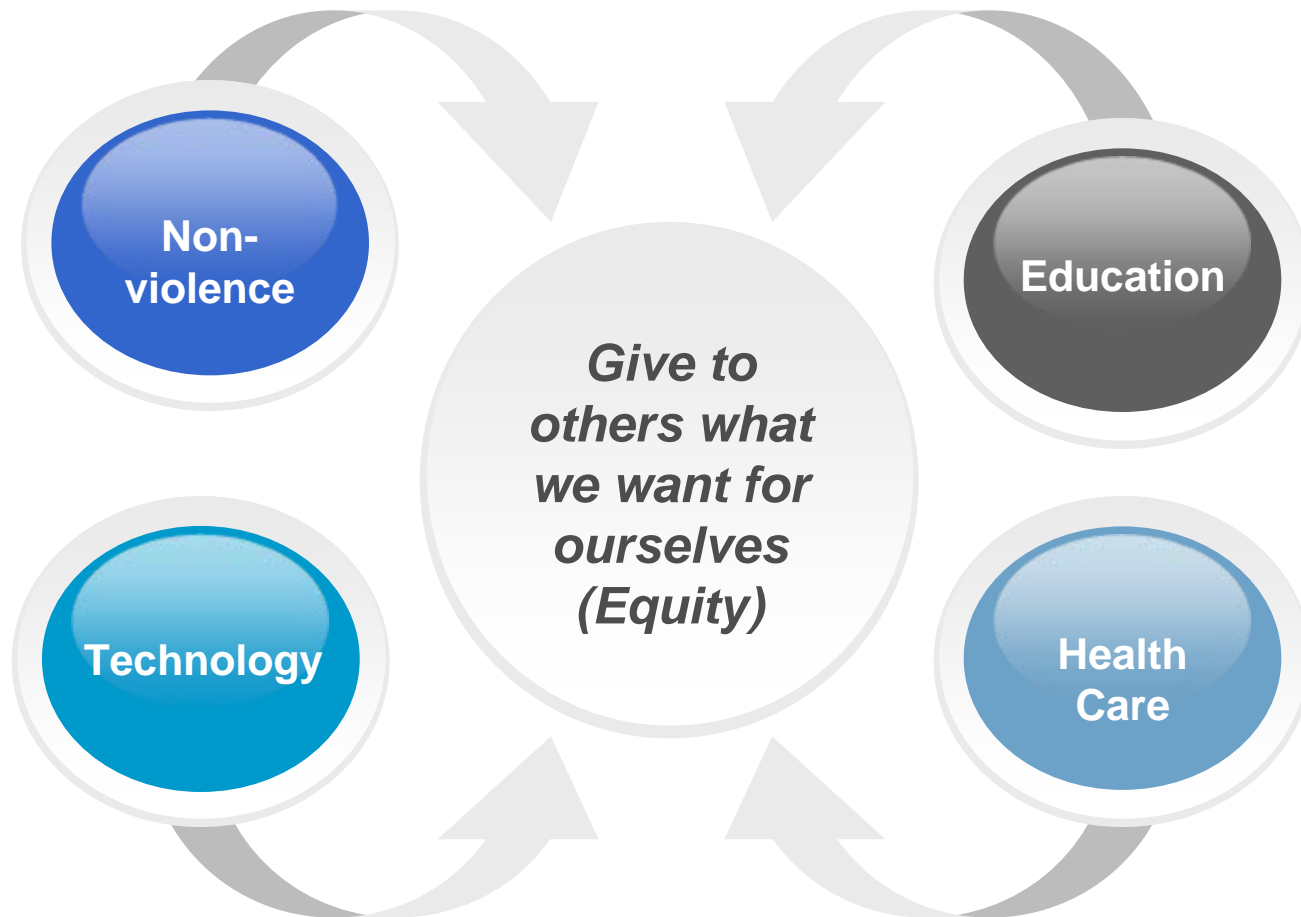 Non-
violence
Education
Give to
others what
we want for
ourselves
(Equity)
Technology
Health
Care